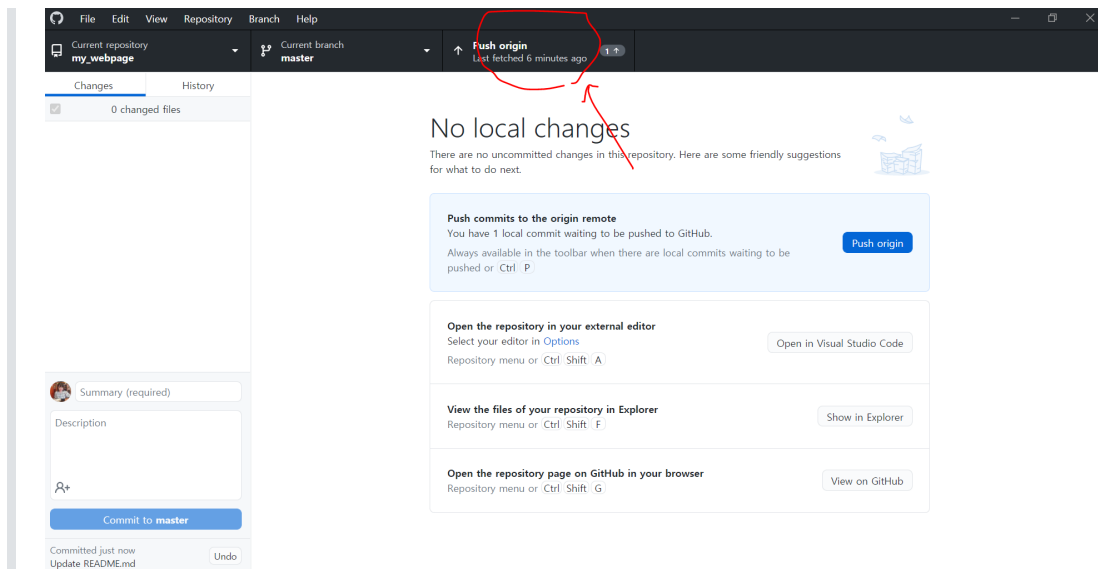 File Edit View Repository Branch Help
Current repository
my_webpage
Current branch
master
Push origin
Last fetched 6 minutes ago
1
Changes History
0 changed files
No local changes
There are no uncommitted changes in this repository. Here are some friendly suggestions
for what to do next.
Push commits to the origin remote
You have 1 local commit waiting to be pushed to GitHub.
Always available in the toolbar when there are local commits waiting to be
pushed or Ctrl P
Push origin
Open the repository in your external editor
Select your editor in Options
Repository menu or Ctrl Shift A
Open in Visual Studio Code
View the files of your repository in Explorer
Repository menu or Ctrl Shift F
Show in Explorer
Open the repository page on GitHub in your browser
Repository menu or Ctrl Shift G
View on GitHub
Summary (required)
Description
Commit to master
Committed just now
Update README.md
Undo